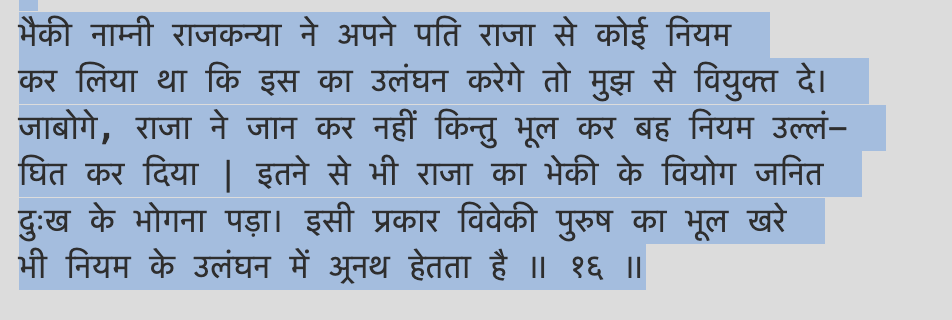 भैकी नाम्नी राजकन्या ने अपने पति राजा से कोई नियम
कर लिया था कि इस का उलंघन करेगे तो मुझ से वियुक्त दे।
जाबोगे, राजा ने जान कर नहीं किन्तु भूल कर बह नियम उल्लं–
घित कर दिया | इतने से भी राजा का भेकी के वियोग जनित
दुःख के भोगना पड़ा। इसी प्रकार विवेकी पुरुष का भूल खरे
भी नियम के उलंघन में अ्रनथ हेतता है ॥ १६ ॥